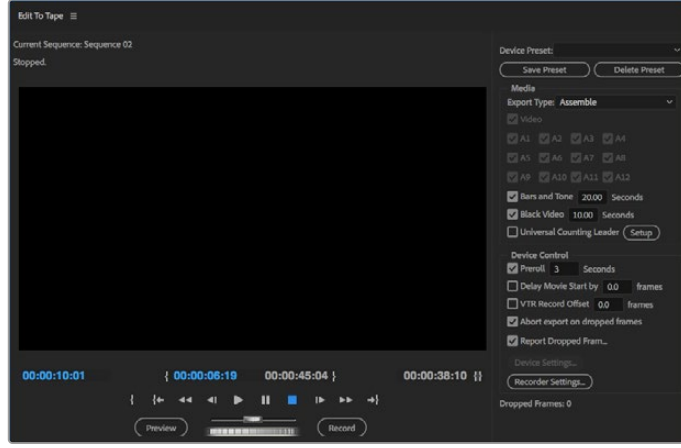 Edit To Tape
Current Sequence: Sequence 02
Stopped.
00:00:10:01
{ 00:00:06:19
00:00:45:04 }
00:00:38:10 {}
Preview
Record
Device Preset:
Save Preset
Delete Preset
Media
Export Type: Assemble
Video
A1 A2 A3 A4
A5 A6 A7 A8
A9 A10 A11 A12
Bars and Tone 20.00 Seconds
Black Video 10.00 Seconds
Universal Counting Leader Setup
Device Control
Preroll 3 Seconds
Delay Movie Start by 0.0 frames
VTR Record Offset 0.0 frames
Abort export on dropped frames
Report Dropped Fram...
Device Settings...
Recorder Settings...
Dropped Frames: 0